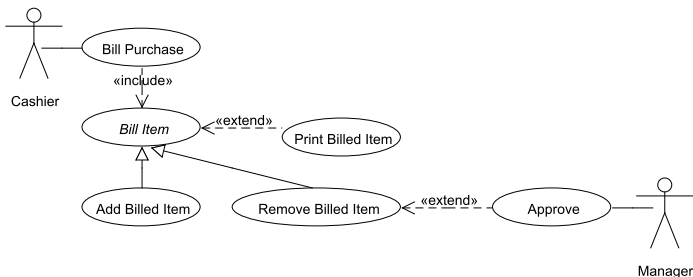 Bill Purchase
«include»
Cashier
«extend»
Bill Item
Print Billed Item
«extend»
Add Billed Item
Remove Billed Item
Approve
Manager